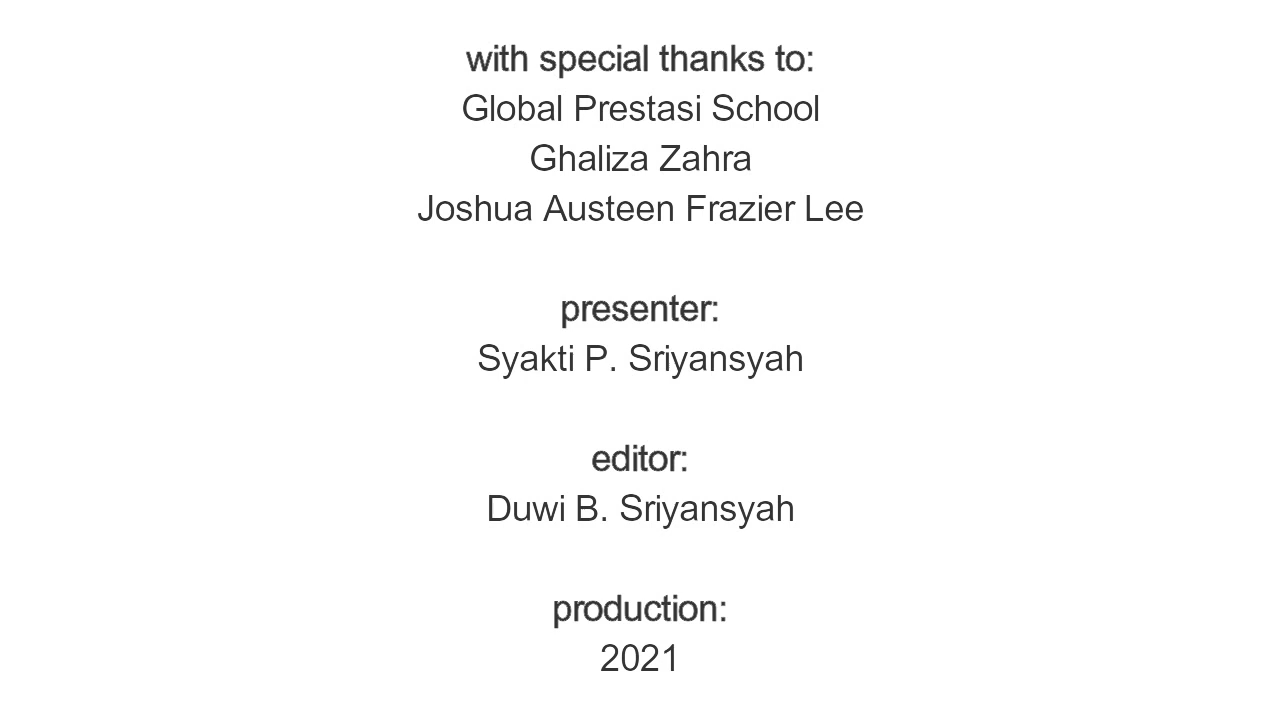 with special thanks to:
Global Prestasi School
Ghaliza Zahra
Joshua Austeen Frazier Lee
presenter:
Syakti P. Sriyansyah
editor:
Duwi B. Sriyansyah
production:
2021